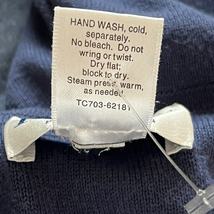 HAND WASH, cold,
separately.
No bleach. Do not
wring or twist.
Dry flat;
block to dry.
Steam press, warm,
as needed.
TC703-62181